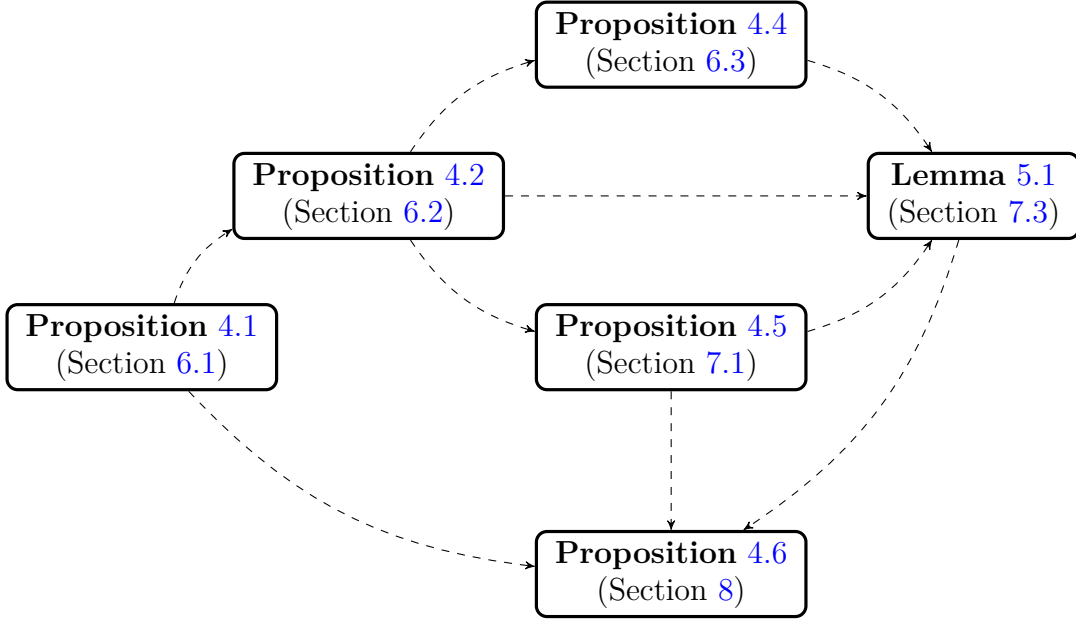 Proposition 4.4
(Section 6.3)
Proposition 4.2
(Section 6.2)
Lemma 5.1
(Section 7.3)
Proposition 4.1
(Section 6.1)
Proposition 4.5
(Section 7.1)
Proposition 4.6
(Section 8)